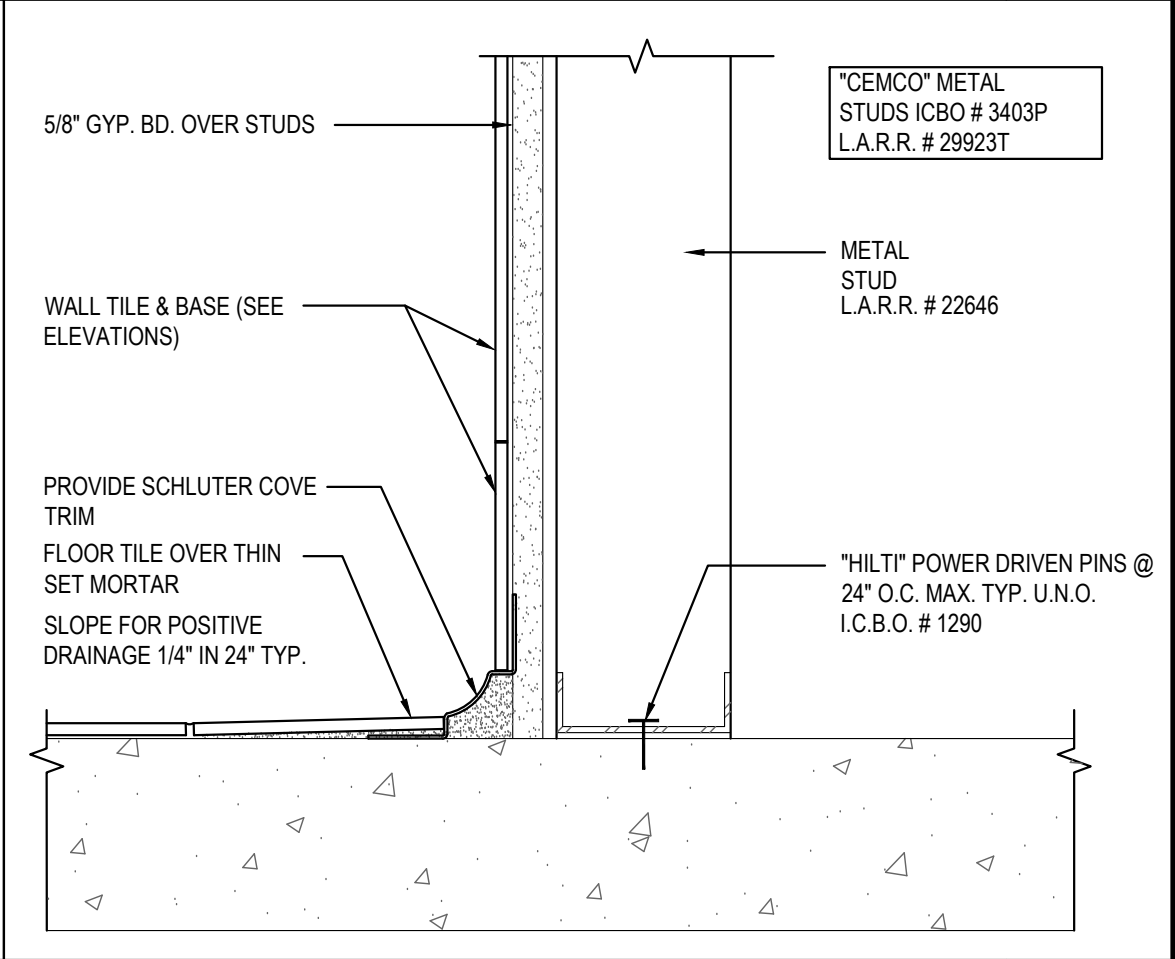 5/8" GYP. BD. OVER STUDS
WALL TILE & BASE (SEE
ELEVATIONS)
PROVIDE SCHLUTER COVE
TRIM
FLOOR TILE OVER THIN
SET MORTAR
SLOPE FOR POSITIVE
DRAINAGE 1/4" IN 24" TYP.
"CEMCO" METAL
STUDS ICBO # 3403P
L.A.R.R. # 29923T
METAL
STUD
L.A.R.R. # 22646
"HILTI" POWER DRIVEN PINS @
24" O.C. MAX. TYP. U.N.O.
I.C.B.O. # 1290